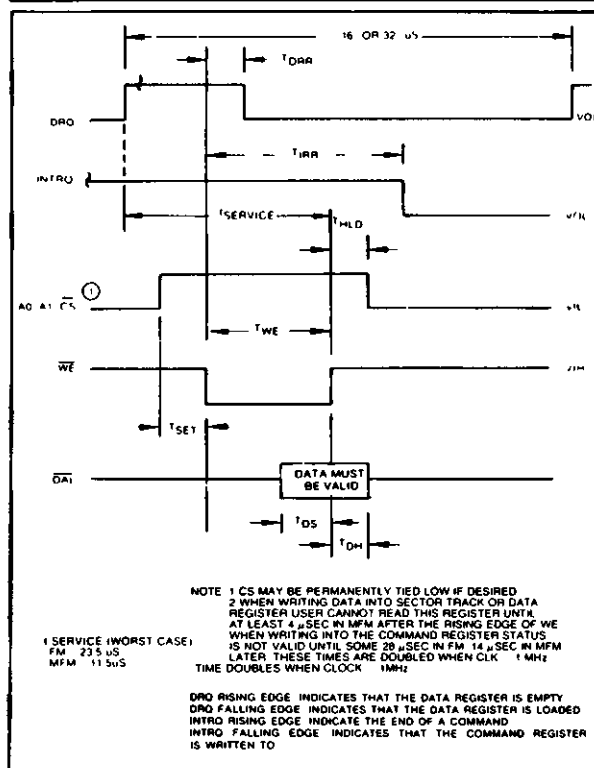 16 OR 32 uS
TDRR
DRQ
VOL
TIRR
INTRQ
TSERVICE
THLD
A0 A1 CS 1
TWE
WE
VIH
TSET
DAL
DATA MUST
BE VALID
TDS
TDH
NOTE 1 CS MAY BE PERMANENTLY TIED LOW IF DESIRED
2 WHEN WRITING DATA INTO SECTOR TRACK OR DATA
REGISTER USER CANNOT READ THIS REGISTER UNTIL
AT LEAST 4 µSEC IN MFM AFTER THE RISING EDGE OF WE
WHEN WRITING INTO THE COMMAND REGISTER STATUS
IS NOT VALID UNTIL SOME 28 µSEC IN FM 14 µSEC IN MFM
LATER THESE TIMES ARE DOUBLED WHEN CLK 1 MHz
TIME DOUBLES WHEN CLOCK 1MHz
SERVICE (WORST CASE)
FM 23.5 uS
MFM 11.5uS
DRQ RISING EDGE INDICATES THAT THE DATA REGISTER IS EMPTY
DRQ FALLING EDGE INDICATES THAT THE DATA REGISTER IS LOADED
INTRQ RISING EDGE INDICATE THE END OF A COMMAND
INTRQ FALLING EDGE INDICATES THAT THE COMMAND REGISTER
IS WRITTEN TO